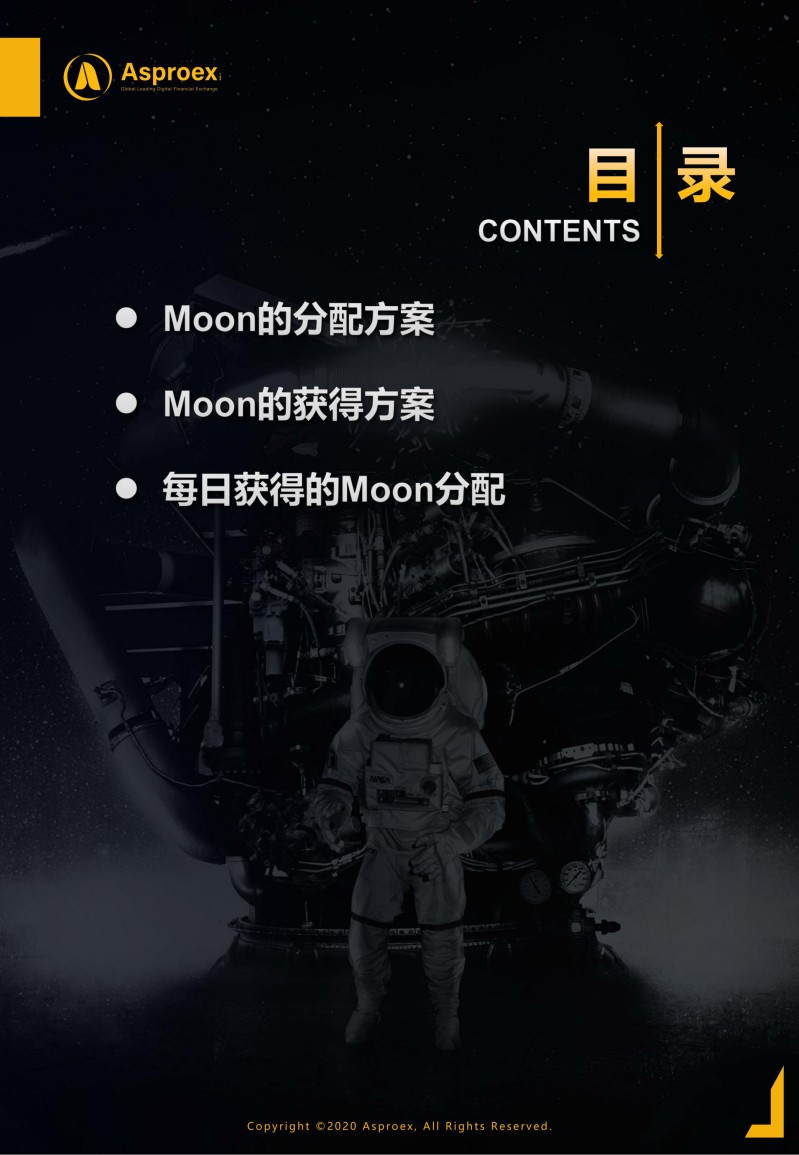 Asproex
Global Leading Digital Financial Exchange
目录
CONTENTS
● Moon的分配方案
● Moon的获得方案
● 每日获得的Moon分配
NASA
Copyright ©2020 Asproex, All Rights Reserved.